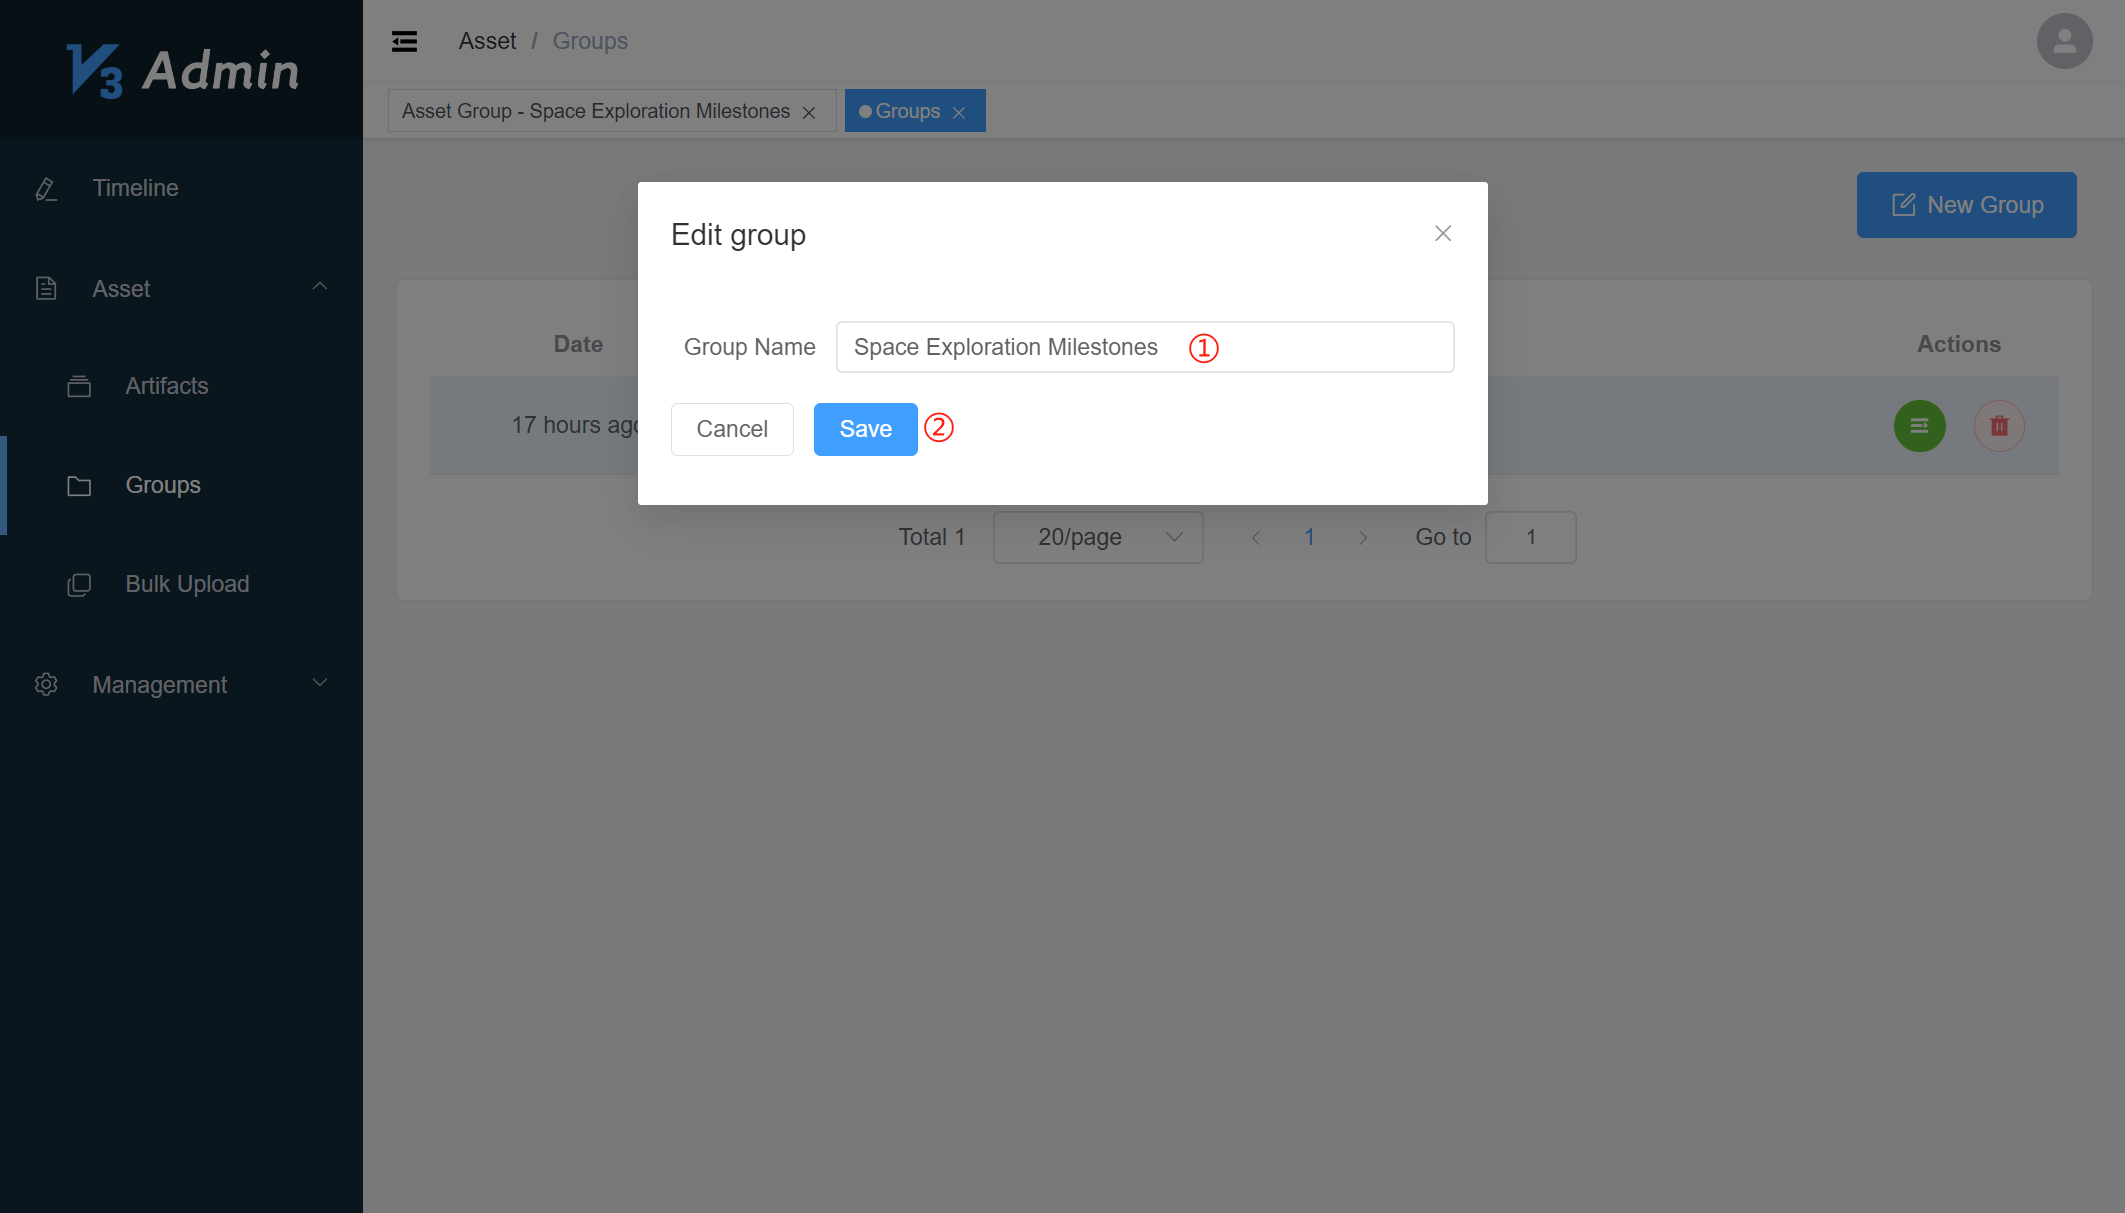 V3 Admin
Asset / Groups
Asset Group - Space Exploration Milestones
Groups
Timeline
Asset
Artifacts
Groups
Bulk Upload
Management
New Group
Edit group
Group Name
Space Exploration Milestones ①
Cancel
Save ②
Date
Actions
17 hours ago
Total 1
20/page
1
Go to
1